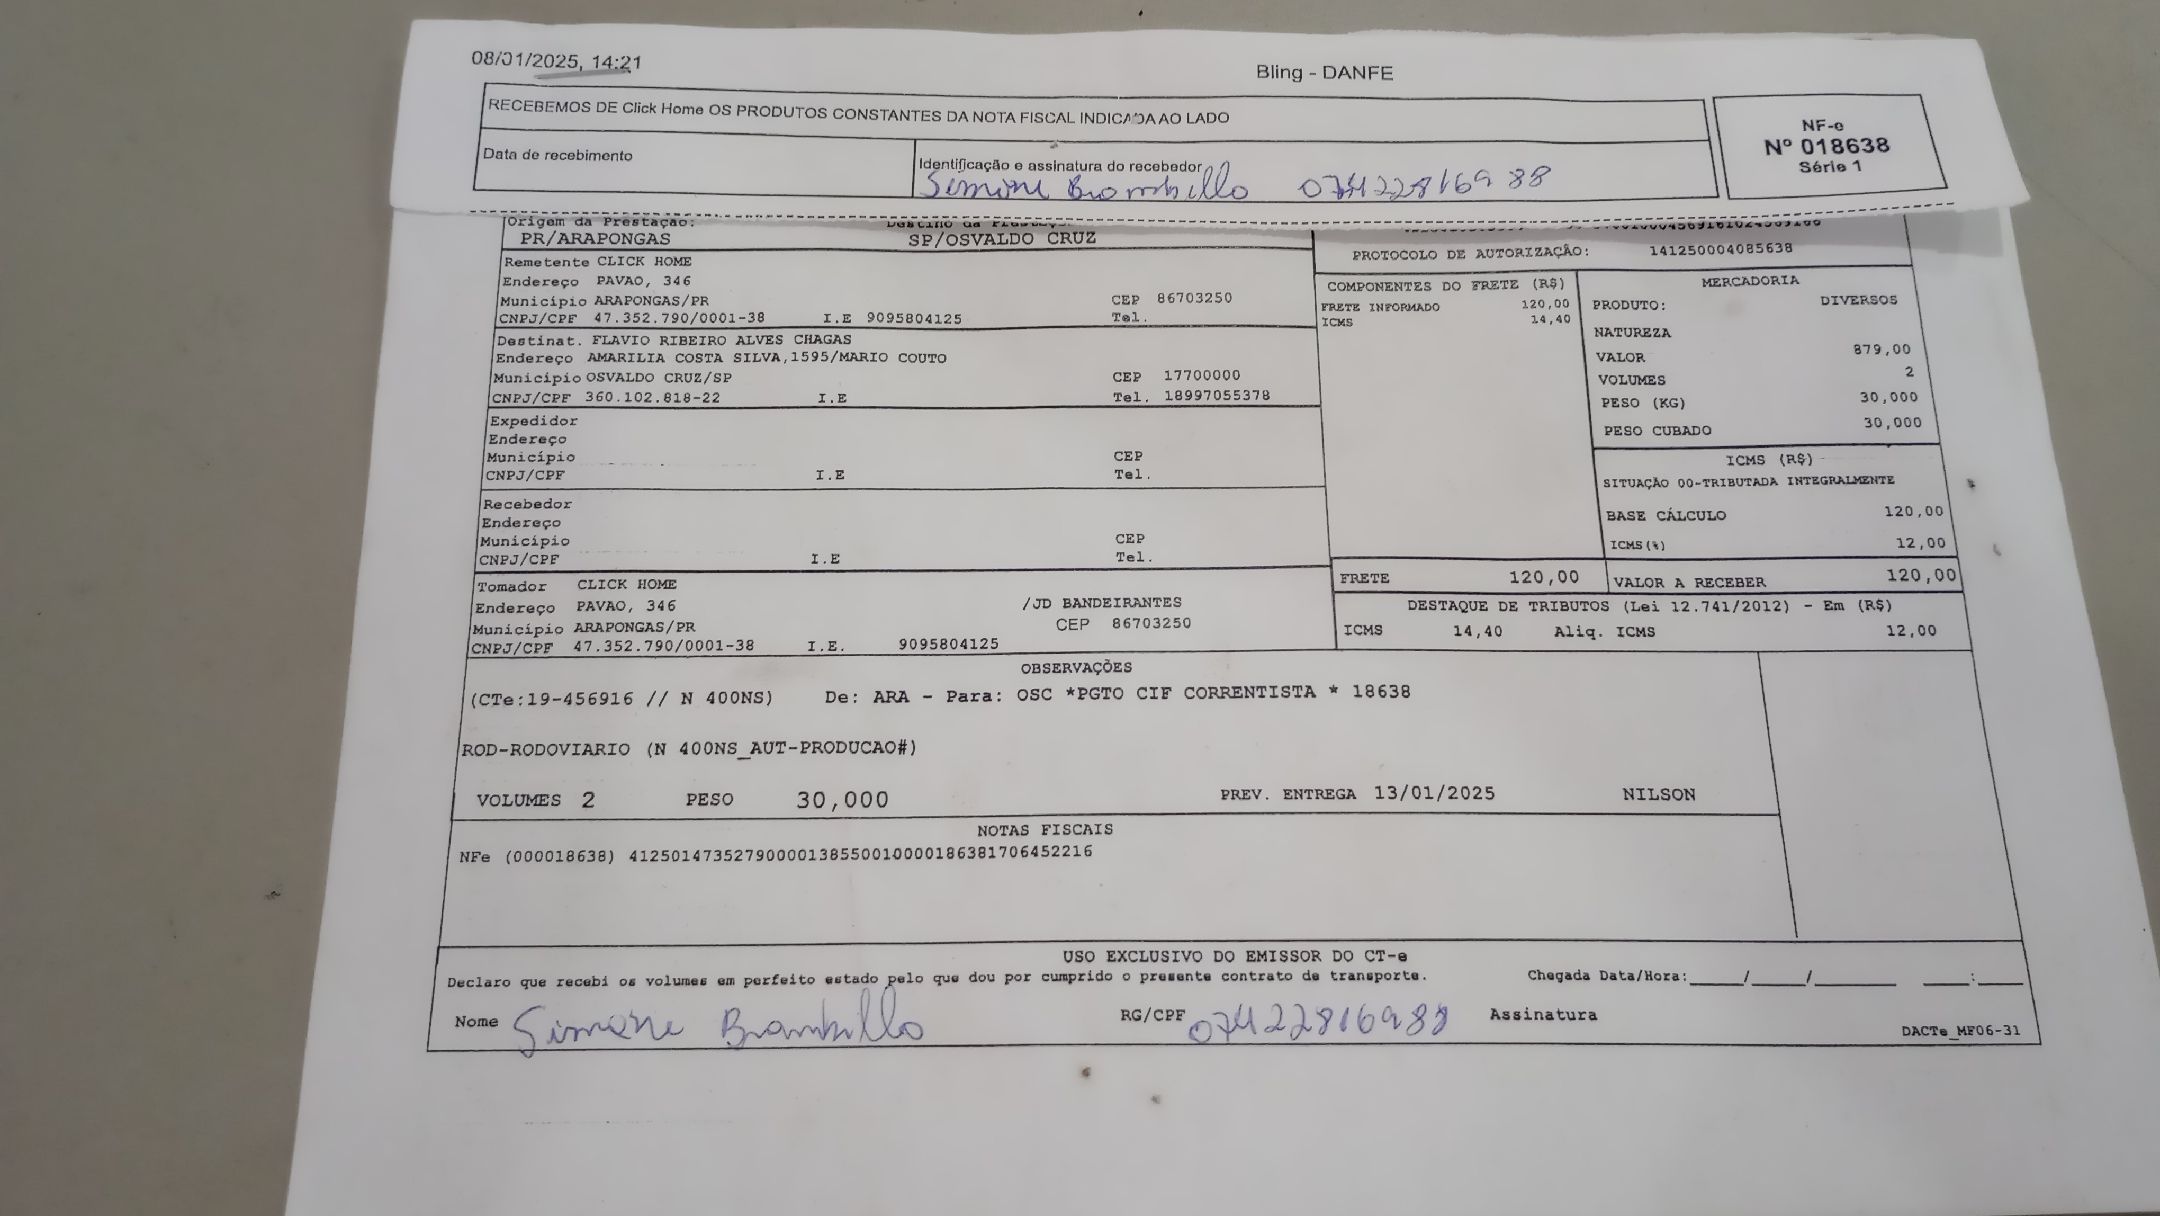 08/01/2025, 14:21 Bling - DANFE
RECEBEMOS DE Click Home OS PRODUTOS CONSTANTES DA NOTA FISCAL INDICADA AO LADO
NF-e
Nº 018638
Série 1
Data de recebimento
Identificação e assinatura do recebedor
Simone Brambillo 07422816988
Origem da Prestação:
PR/ARAPONGAS SP/OSVALDO CRUZ
PROTOCOLO DE AUTORIZAÇÃO: 141250004085638
Remetente CLICK HOME
Endereço PAVAO, 346
Município ARAPONGAS/PR CEP 86703250
CNPJ/CPF 47.352.790/0001-38 I.E 9095804125 Tel.
Destinat. FLAVIO RIBEIRO ALVES CHAGAS
Endereço AMARILIA COSTA SILVA,1595/MARIO COUTO
Município OSVALDO CRUZ/SP CEP 17700000
CNPJ/CPF 360.102.818-22 I.E Tel. 18997055378
Expedidor
Endereço
Município CEP
CNPJ/CPF I.E Tel.
Recebedor
Endereço
Município CEP
CNPJ/CPF I.E Tel.
Tomador CLICK HOME
Endereço PAVAO, 346 /JD BANDEIRANTES
Município ARAPONGAS/PR CEP 86703250
CNPJ/CPF 47.352.790/0001-38 I.E. 9095804125
COMPONENTES DO FRETE (R$)
FRETE INFORMADO 120,00
ICMS 14,40
MERCADORIA
PRODUTO: DIVERSOS
NATUREZA
VALOR 879,00
VOLUMES 2
PESO (KG) 30,000
PESO CUBADO 30,000
ICMS (R$)
SITUAÇÃO 00-TRIBUTADA INTEGRALMENTE
BASE CÁLCULO 120,00
ICMS(%) 12,00
FRETE 120,00 VALOR A RECEBER 120,00
DESTAQUE DE TRIBUTOS (Lei 12.741/2012) - Em (R$)
ICMS 14,40 Aliq. ICMS 12,00
OBSERVAÇÕES
(CTe:19-456916 // N 400NS) De: ARA - Para: OSC *PGTO CIF CORRENTISTA * 18638
ROD-RODOVIARIO (N 400NS_AUT-PRODUCAO#)
VOLUMES 2 PESO 30,000 PREV. ENTREGA 13/01/2025 NILSON
NOTAS FISCAIS
NFe (000018638) 41250147352790000138550010000186381706452216
USO EXCLUSIVO DO EMISSOR DO CT-e
Declaro que recebi os volumes em perfeito estado pelo que dou por cumprido o presente contrato de transporte. Chegada Data/Hora:____/____/______ ____:____
Nome Simone Brambillo RG/CPF 07422816988 Assinatura
DACTe_MF06-31